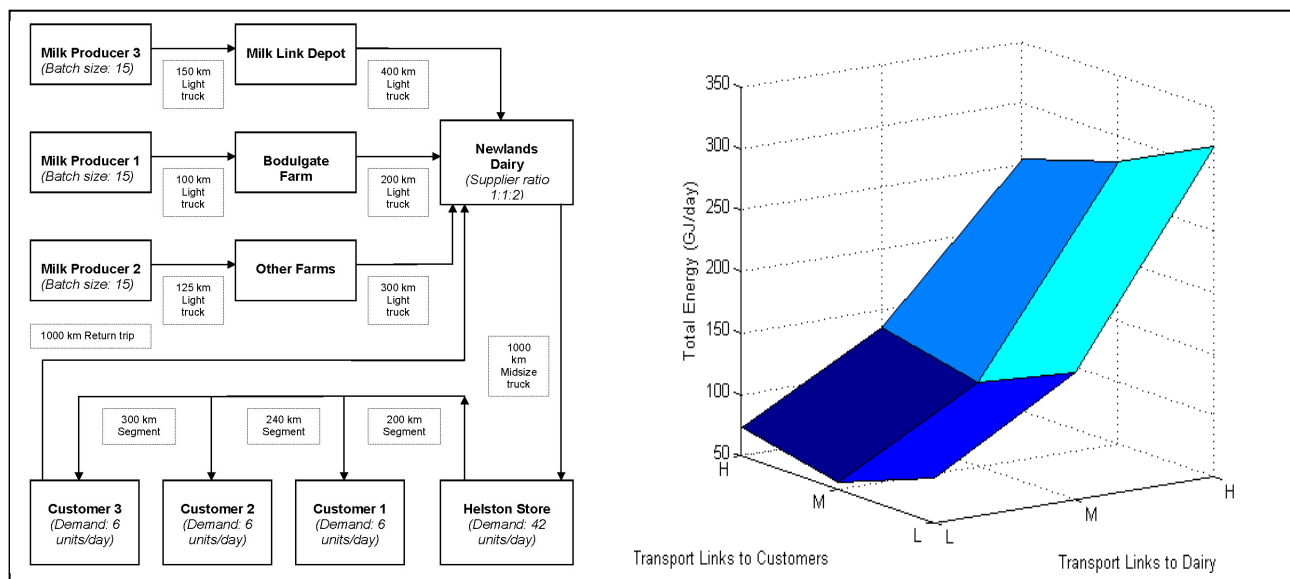 Milk Producer 3
(Batch size: 15)
150 km
Light
truck
Milk Link Depot
400 km
Light
truck
Milk Producer 1
(Batch size: 15)
100 km
Light
truck
Bodulgate
Farm
200 km
Light
truck
Newlands
Dairy
(Supplier ratio
1:1:2)
Milk Producer 2
(Batch size: 15)
125 km
Light
truck
Other Farms
300 km
Light
truck
1000 km Return trip
1000
km
Midsize
truck
300 km
Segment
240 km
Segment
200 km
Segment
Customer 3
(Demand: 6
units/day)
Customer 2
(Demand: 6
units/day)
Customer 1
(Demand: 6
units/day)
Helston Store
(Demand: 42
units/day)
Total Energy (GJ/day)
350
300
250
200
150
100
50
H
M
L
L
M
H
Transport Links to Customers
Transport Links to Dairy